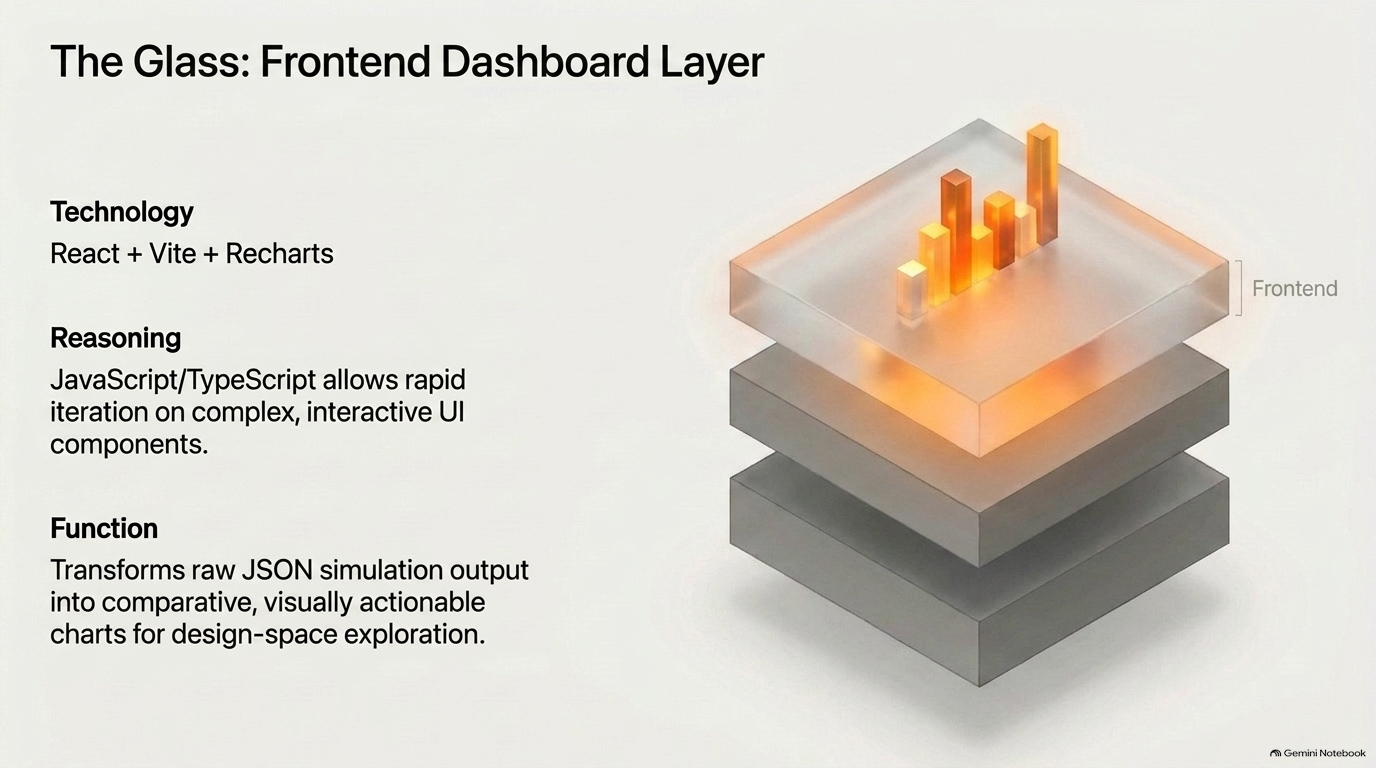 The Glass: Frontend Dashboard Layer
Technology
React + Vite + Recharts
Reasoning
JavaScript/TypeScript allows rapid
iteration on complex, interactive UI
components.
Function
Transforms raw JSON simulation output
into comparative, visually actionable
charts for design-space exploration.
Frontend
Gemini Notebook